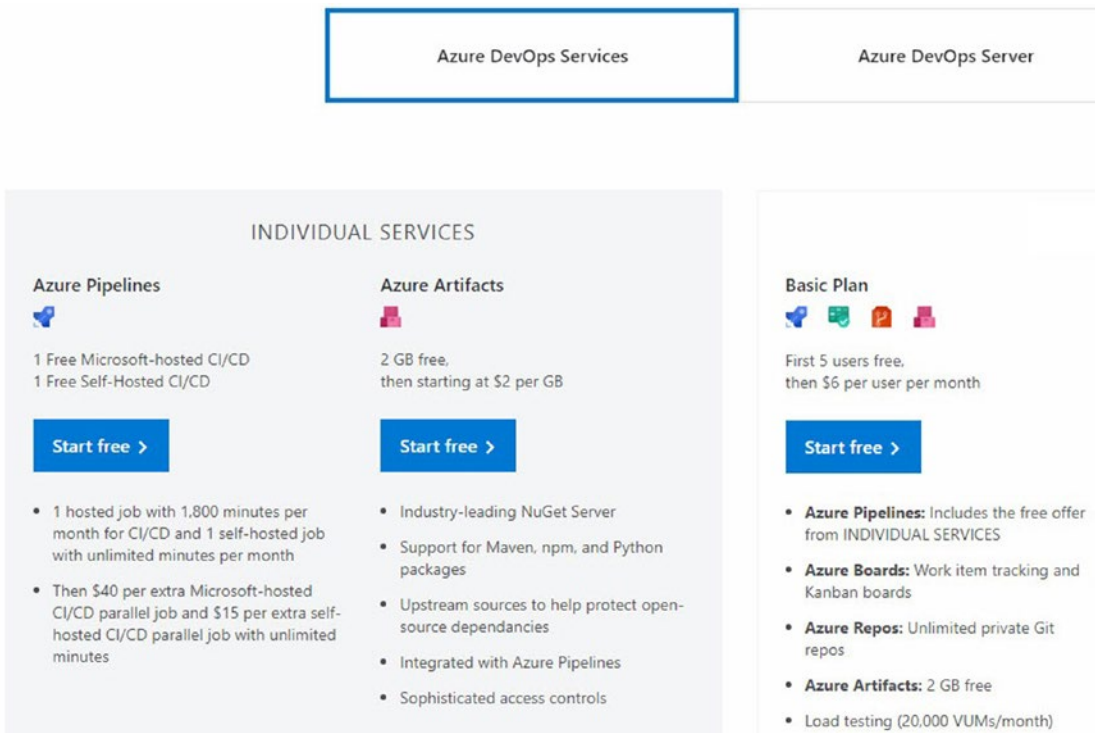 Azure DevOps Services
Azure DevOps Server
INDIVIDUAL SERVICES
Azure Pipelines
1 Free Microsoft-hosted CI/CD
1 Free Self-Hosted CI/CD
Start free >
• 1 hosted job with 1,800 minutes per
month for CI/CD and 1 self-hosted job
with unlimited minutes per month
• Then $40 per extra Microsoft-hosted
CI/CD parallel job and $15 per extra self-
hosted CI/CD parallel job with unlimited
minutes
Azure Artifacts
2 GB free,
then starting at $2 per GB
Start free >
• Industry-leading NuGet Server
• Support for Maven, npm, and Python
packages
• Upstream sources to help protect open-
source dependancies
• Integrated with Azure Pipelines
• Sophisticated access controls
Basic Plan
First 5 users free,
then $6 per user per month
Start free >
• Azure Pipelines: Includes the free offer
from INDIVIDUAL SERVICES
• Azure Boards: Work item tracking and
Kanban boards
• Azure Repos: Unlimited private Git
repos
• Azure Artifacts: 2 GB free
• Load testing (20,000 VUMs/month)